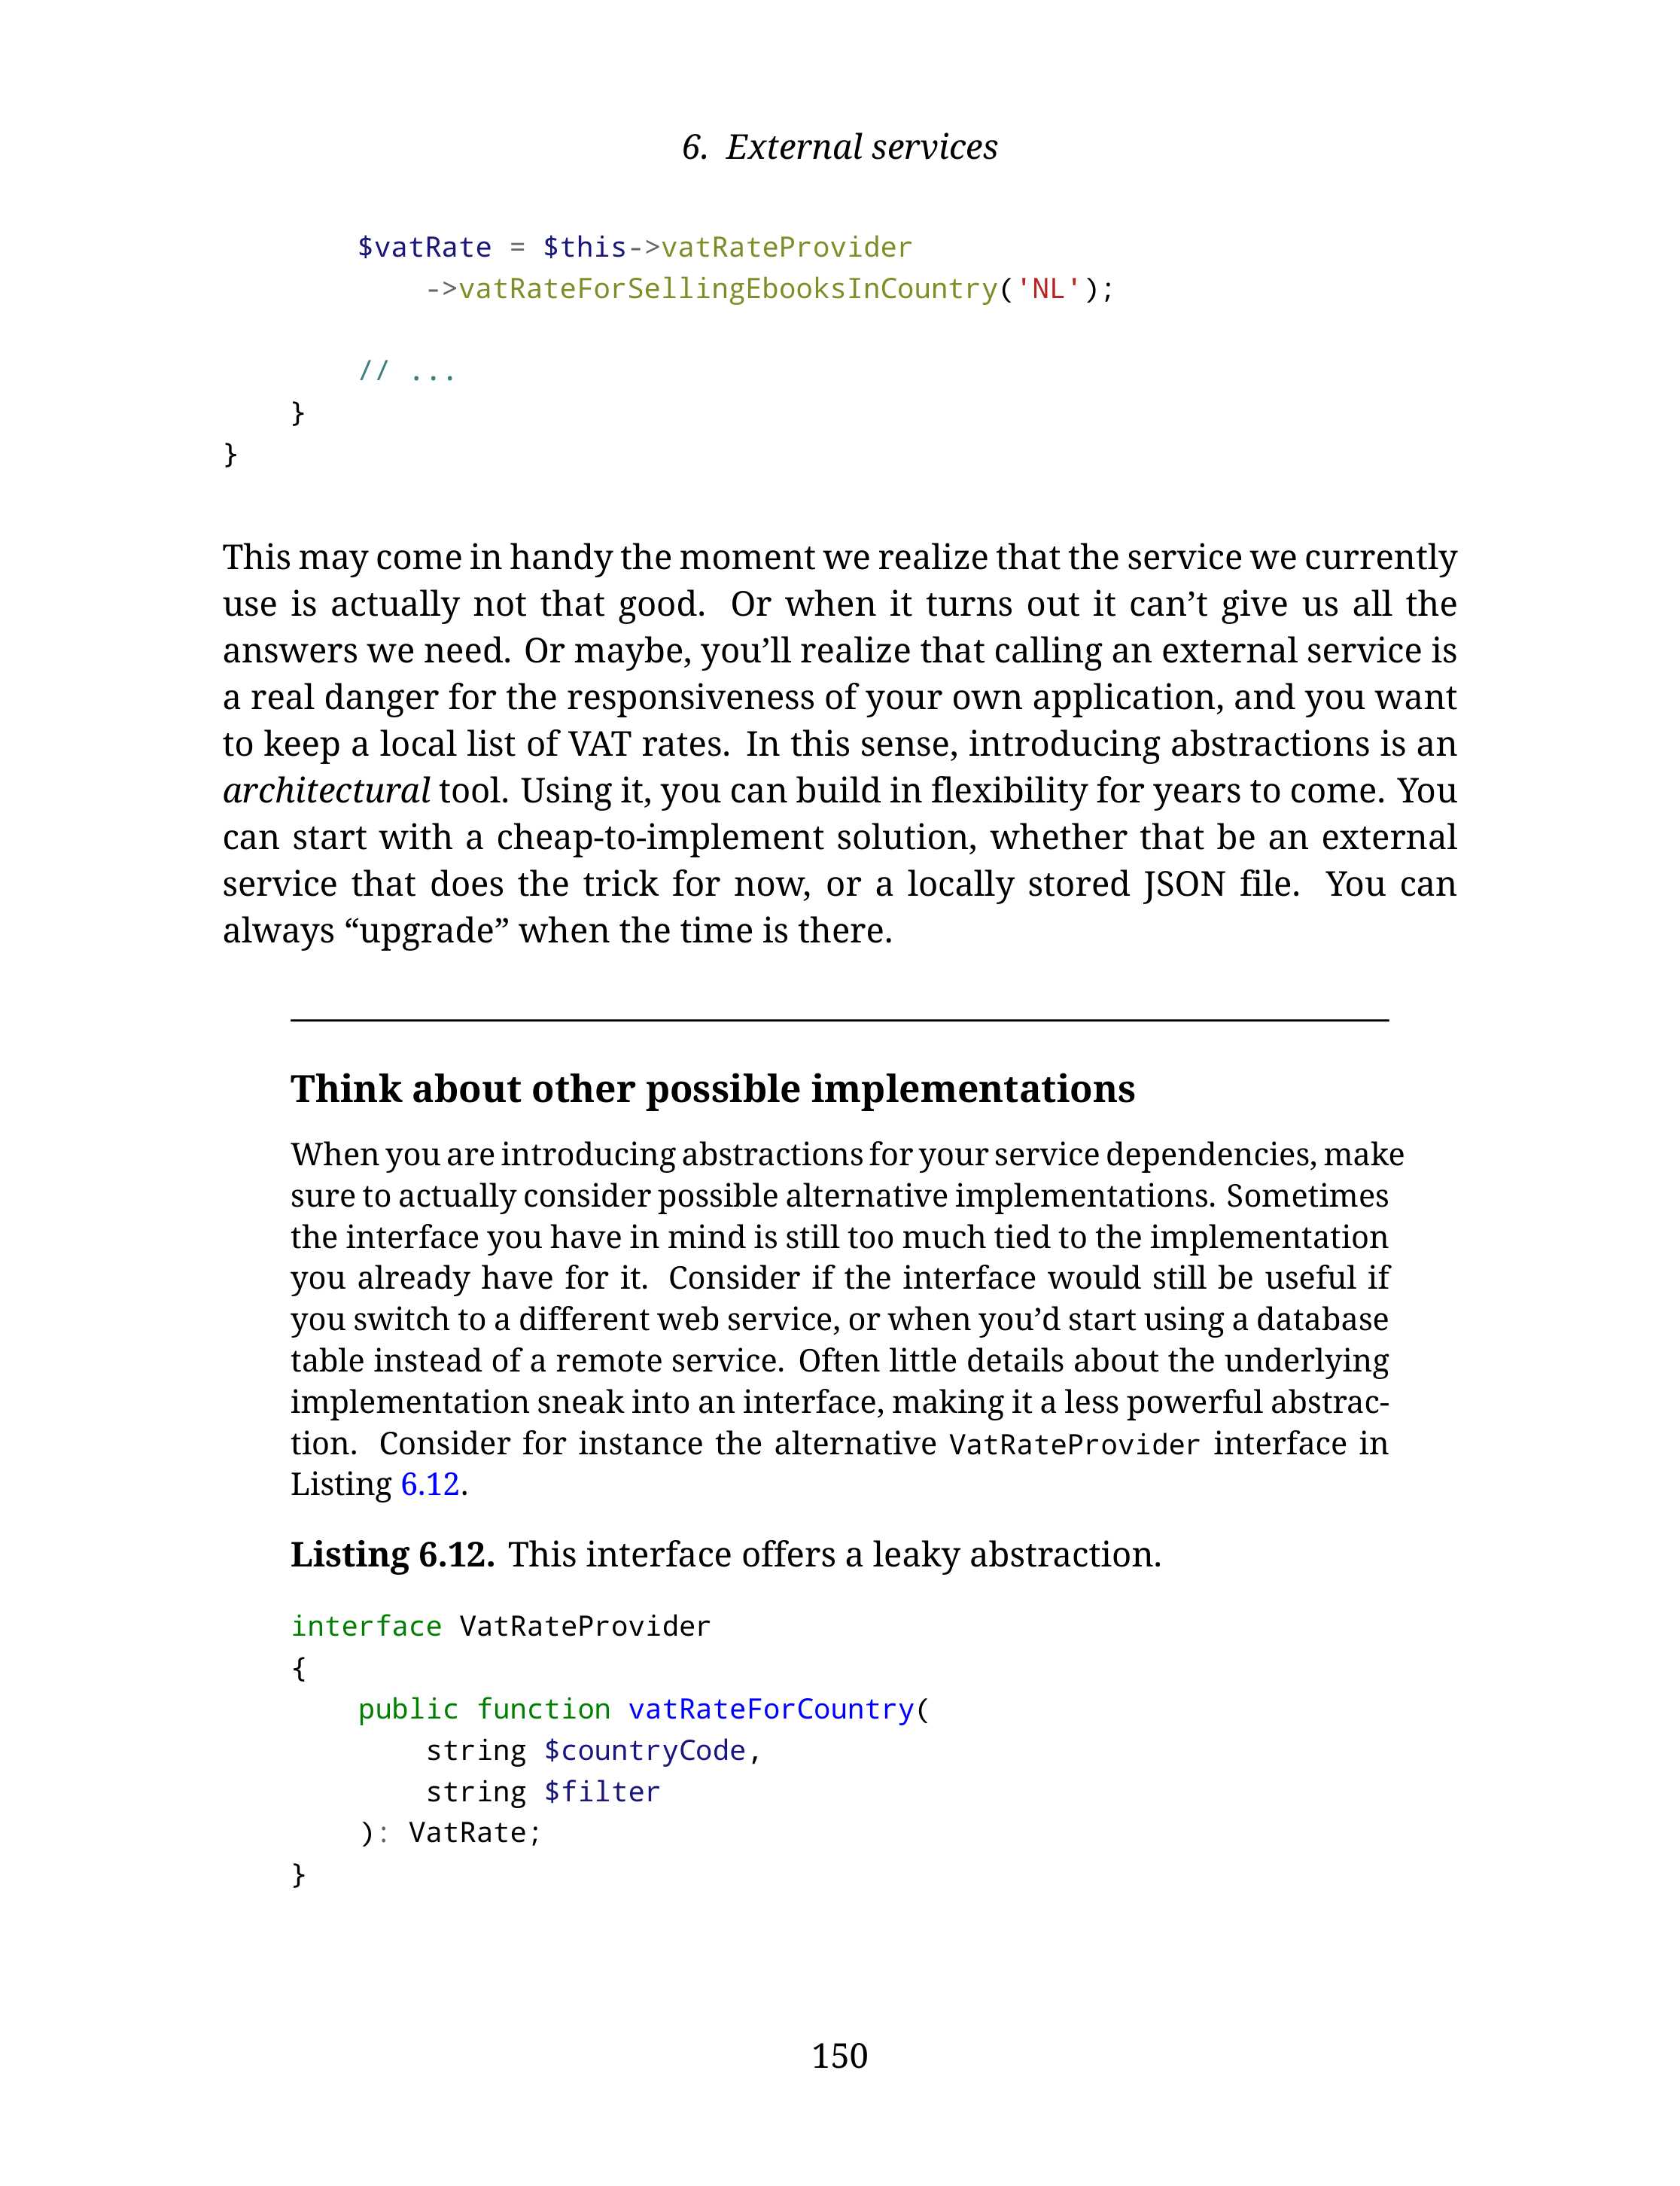 6. External services
$vatRate = $this->vatRateProvider
->vatRateForSellingEbooksInCountry('NL');
// ...
}
}
This may come in handy the moment we realize that the service we currently
use is actually not that good. Or when it turns out it can’t give us all the
answers we need. Or maybe, you’ll realize that calling an external service is
a real danger for the responsiveness of your own application, and you want
to keep a local list of VAT rates. In this sense, introducing abstractions is an
architectural tool. Using it, you can build in flexibility for years to come. You
can start with a cheap-to-implement solution, whether that be an external
service that does the trick for now, or a locally stored JSON file. You can
always “upgrade” when the time is there.
Think about other possible implementations
When you are introducing abstractions for your service dependencies, make
sure to actually consider possible alternative implementations. Sometimes
the interface you have in mind is still too much tied to the implementation
you already have for it. Consider if the interface would still be useful if
you switch to a different web service, or when you’d start using a database
table instead of a remote service. Often little details about the underlying
implementation sneak into an interface, making it a less powerful abstrac-
tion. Consider for instance the alternative VatRateProvider interface in
Listing 6.12.
Listing 6.12. This interface offers a leaky abstraction.
interface VatRateProvider
{
public function vatRateForCountry(
string $countryCode,
string $filter
): VatRate;
}
150